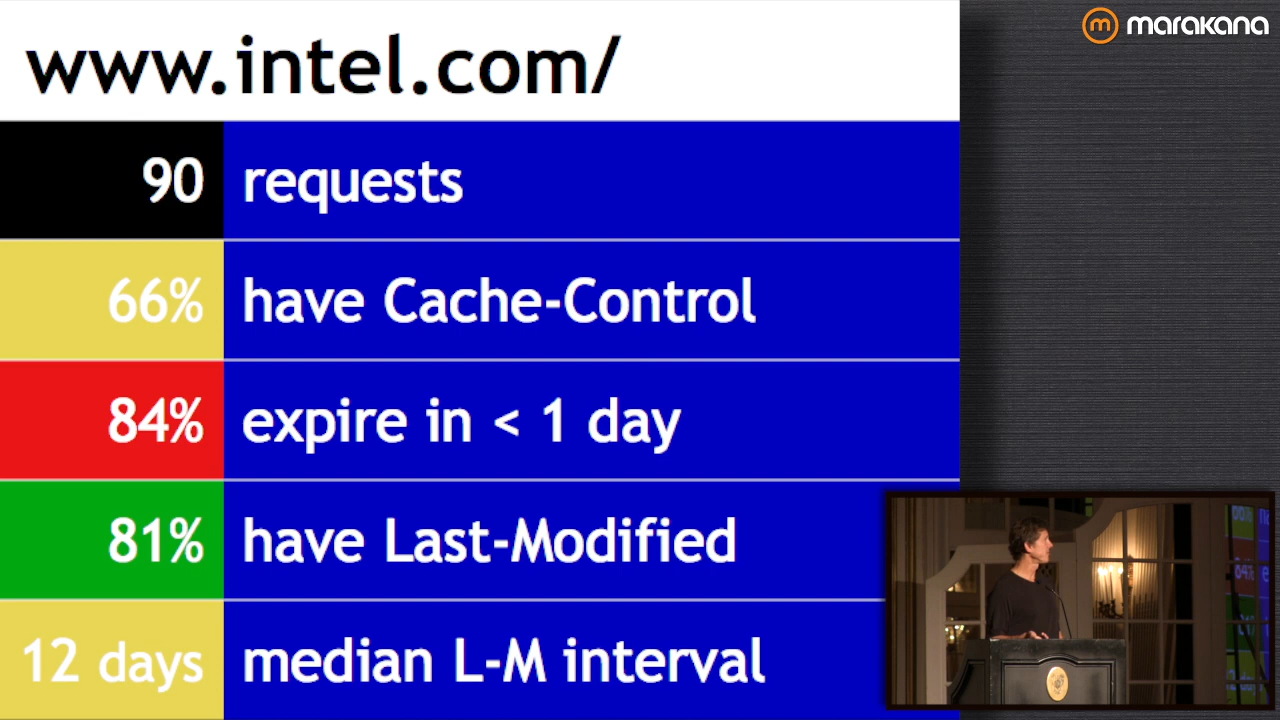 www.intel.com/
marakana
90 requests
66% have Cache-Control
84% expire in < 1 day
81% have Last-Modified
12 days median L-M interval